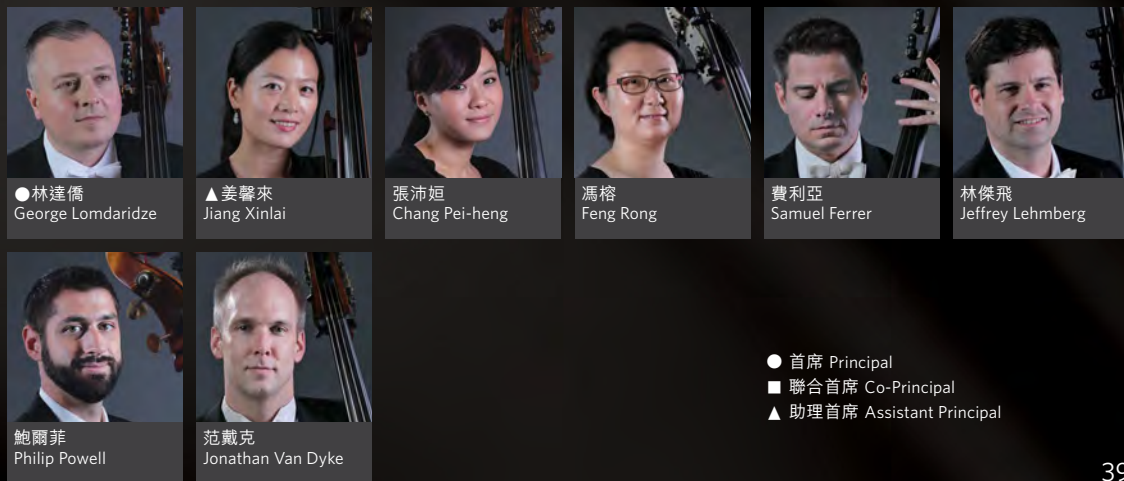 ●林達僑
George Lomdaridze
▲姜馨來
Jiang Xinlai
張沛姮
Chang Pei-heng
馮榕
Feng Rong
費利亞
Samuel Ferrer
林傑飛
Jeffrey Lehmberg
鮑爾菲
Philip Powell
范戴克
Jonathan Van Dyke
● 首席 Principal
■ 聯合首席 Co-Principal
▲ 助理首席 Assistant Principal
39